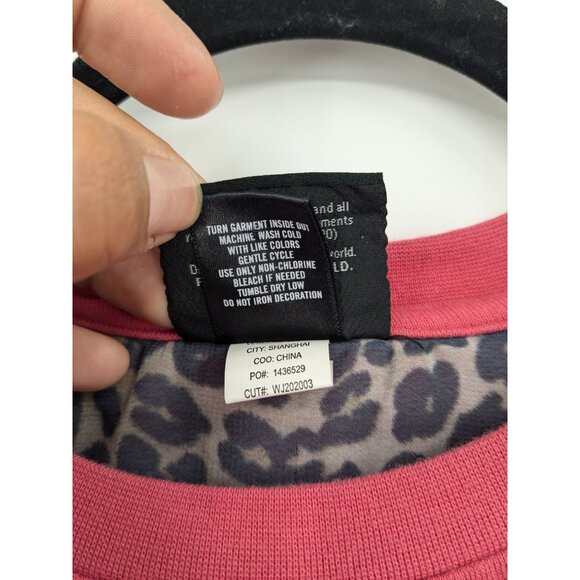 and all
ments
TURN GARMENT INSIDE OUT
MACHINE WASH COLD
WITH LIKE COLORS
GENTLE CYCLE
USE ONLY NON-CHLORINE
BLEACH IF NEEDED
TUMBLE DRY LOW
DO NOT IRON DECORATION
world.
LD.
CITY: SHANGHAI
COO: CHINA
PO#: 1436529
CUT#: WJ202003